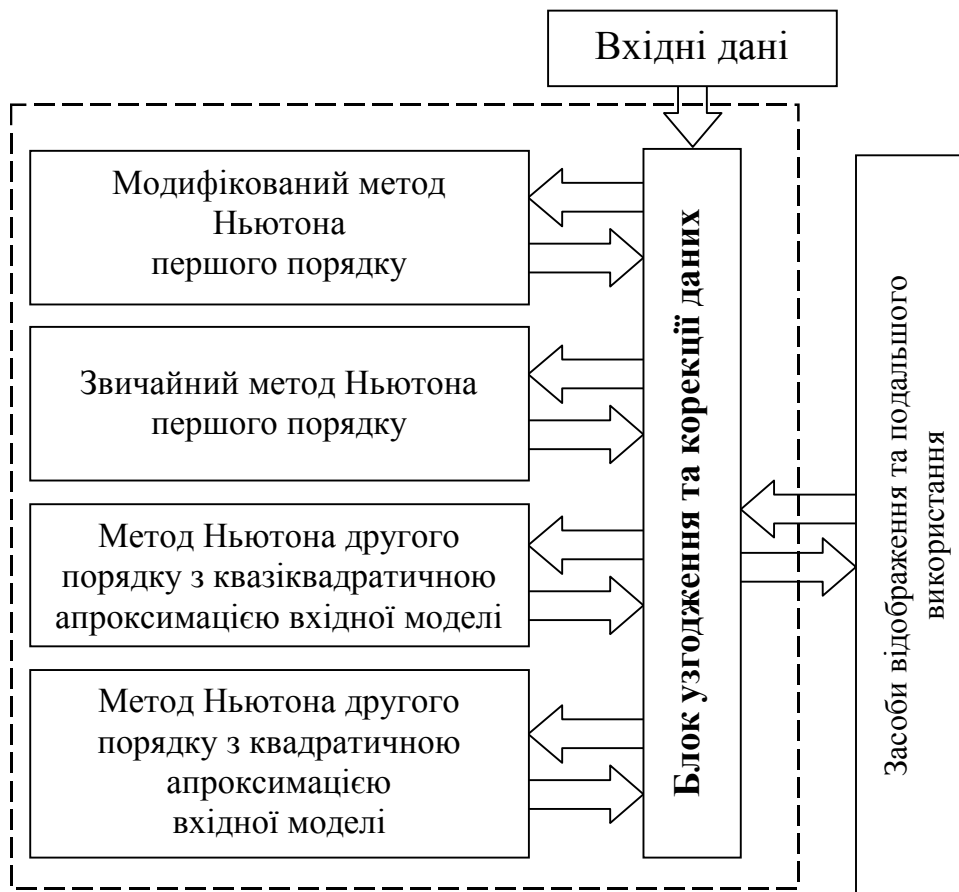 Вхідні дані
Модифікований метод
Ньютона
першого порядку
Звичайний метод Ньютона
першого порядку
Метод Ньютона другого
порядку з квазіквадратичною
апроксимацією вхідної моделі
Метод Ньютона другого
порядку з квадратичною
апроксимацією
вхідної моделі
Блок узгодження та корекції даних
Засоби відображення та подальшого
використання